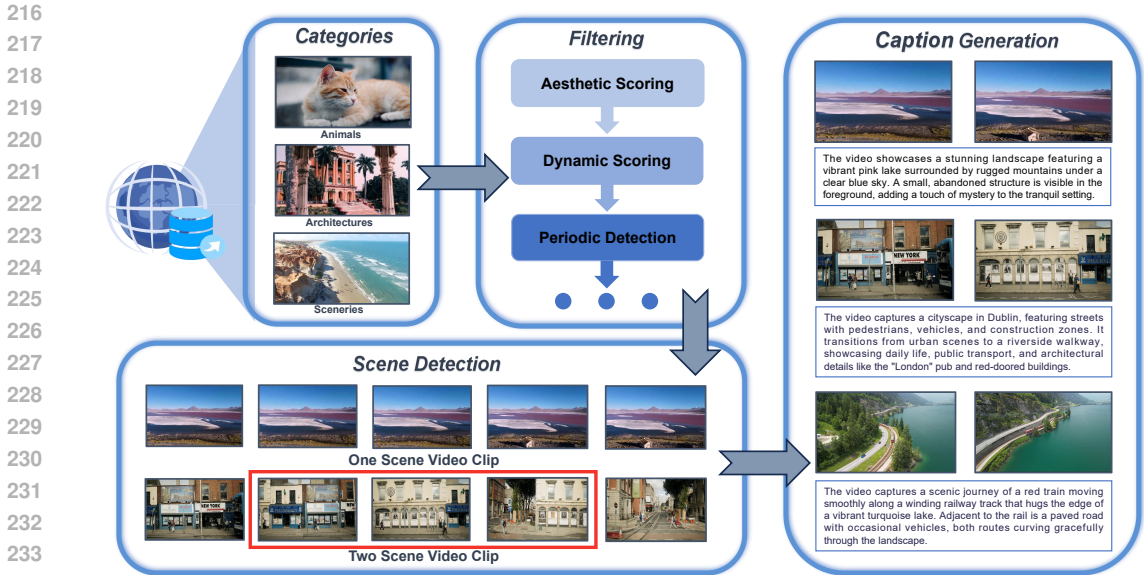 216
217
218
219
220
221
222
223
224
225
226
227
228
229
230
231
232
233
Categories
Animals
Architectures
Sceneries
Filtering
Aesthetic Scoring
Dynamic Scoring
Periodic Detection
Scene Detection
One Scene Video Clip
NEW YORK
Two Scene Video Clip
Caption Generation
The video showcases a stunning landscape featuring a
vibrant pink lake surrounded by rugged mountains under a
clear blue sky. A small, abandoned structure is visible in the
foreground, adding a touch of mystery to the tranquil setting.
NEW YORK
The video captures a cityscape in Dublin, featuring streets
with pedestrians, vehicles, and construction zones. It
transitions from urban scenes to a riverside walkway,
showcasing daily life, public transport, and architectural
details like the "London" pub and red-doored buildings.
The video captures a scenic journey of a red train moving
smoothly along a winding railway track that hugs the edge of
a vibrant turquoise lake. Adjacent to the rail is a paved road
with occasional vehicles, both routes curving gracefully
through the landscape.